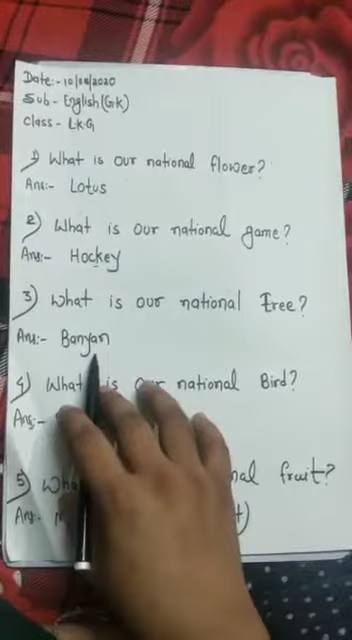 Date:- 10/08/2020
Sub - English(GK)
Class - L.K.G
1) What is our national flower?
Ans:- Lotus
2) What is our national game?
Ans:- Hockey
3) What is our national Tree?
Ans:- Banyan
4) What is our national Bird?
Ans:-
5) fruit?
Ans:-